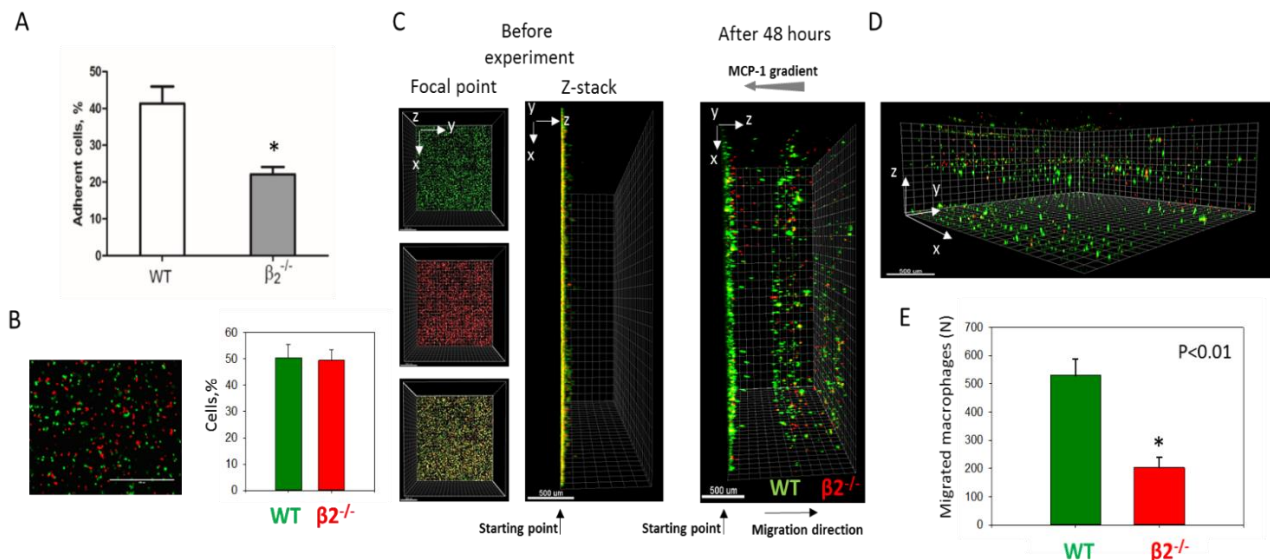 A
Adherent cells, %
50
40
30
20
10
0
*
WT
β2-/-
B
Cells,%
60
50
40
30
20
10
0
WT
β2-/-
C
Before
experiment
Focal point
Z-stack
z
y
x
y
z
x
500 um
Starting point
After 48 hours
MCP-1 gradient
y
z
x
WT
β2-/-
500 um
Starting point
Migration direction
D
z
y
x
500 um
E
Migrated macrophages (N)
700
600
500
400
300
200
100
0
P<0.01
*
WT
β2-/-